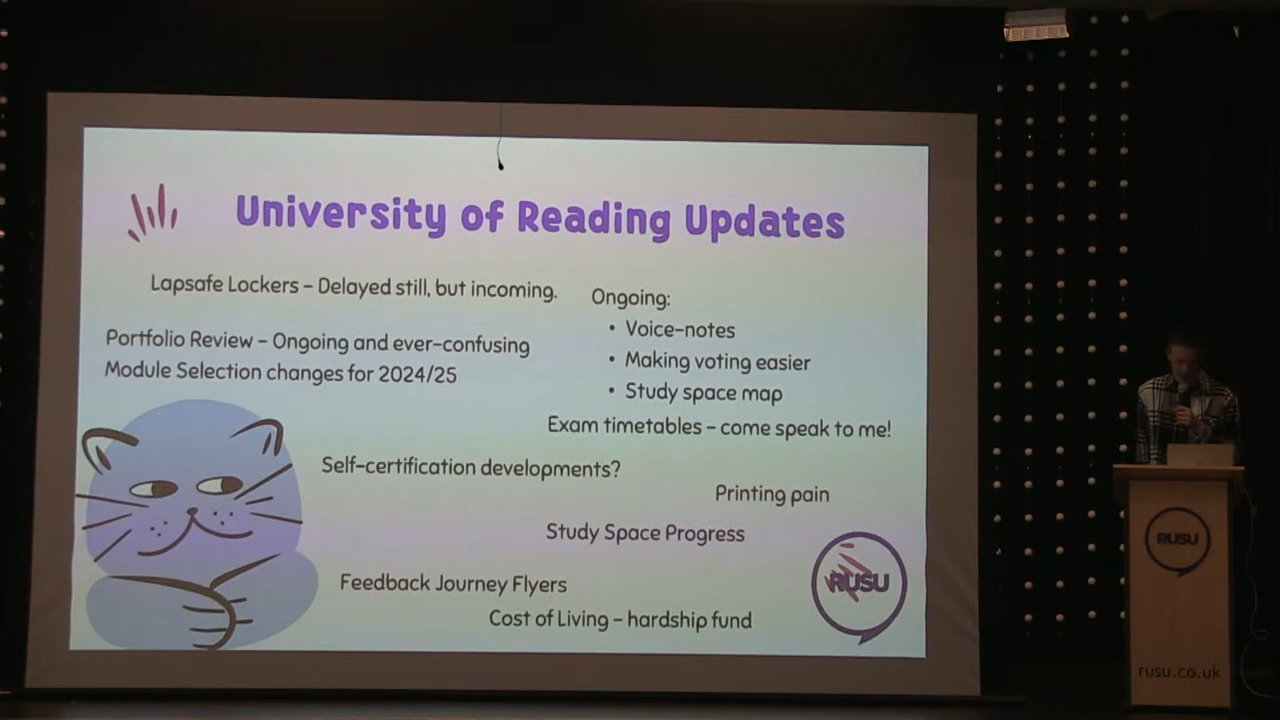 University of Reading Updates
Lapsafe Lockers - Delayed still, but incoming.
Portfolio Review - Ongoing and ever-confusing
Module Selection changes for 2024/25
Ongoing:
• Voice-notes
• Making voting easier
• Study space map
Exam timetables - come speak to me!
Self-certification developments?
Printing pain
Study Space Progress
Feedback Journey Flyers
Cost of Living - hardship fund
RUSU
RUSU
rusu.co.uk